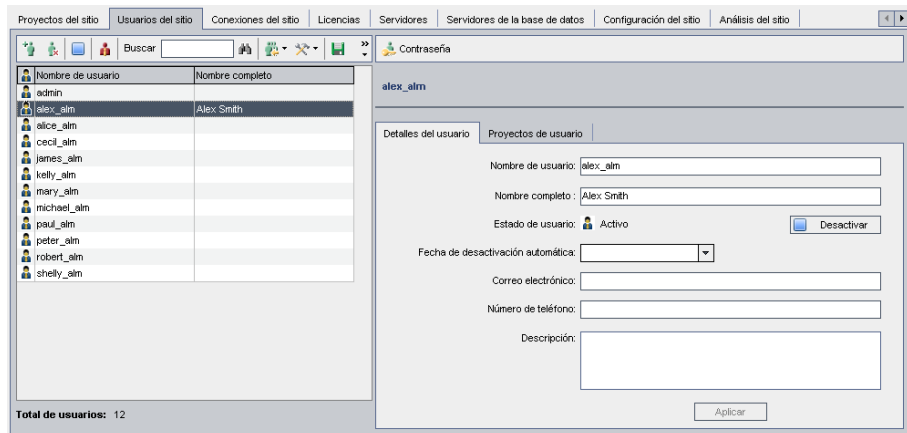 Proyectos del sitio
Usuarios del sitio
Conexiones del sitio
Licencias
Servidores
Servidores de la base de datos
Configuración del sitio
Análisis del sitio
Buscar
»
Contraseña
Nombre de usuario
Nombre completo
admin
alex_alm
Alex Smith
alice_alm
cecil_alm
james_alm
kelly_alm
mary_alm
michael_alm
paul_alm
peter_alm
robert_alm
shelly_alm
Total de usuarios: 12
alex_alm
Detalles del usuario
Proyectos de usuario
Nombre de usuario: alex_alm
Nombre completo : Alex Smith
Estado de usuario: Activo
Desactivar
Fecha de desactivación automática:
Correo electrónico:
Número de teléfono:
Descripción:
Aplicar